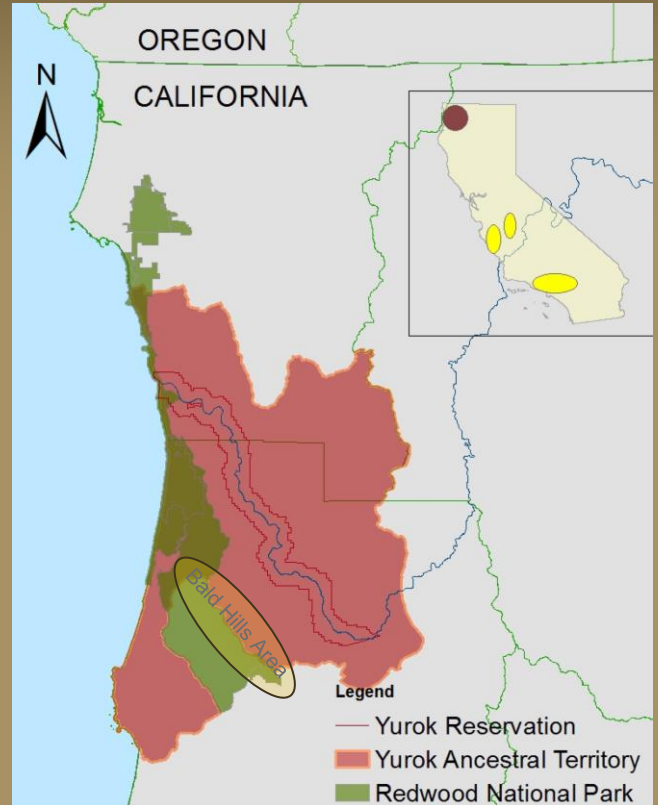 OREGON
N
CALIFORNIA
Bald Hills Area
Legend
Yurok Reservation
Yurok Ancestral Territory
Redwood National Park